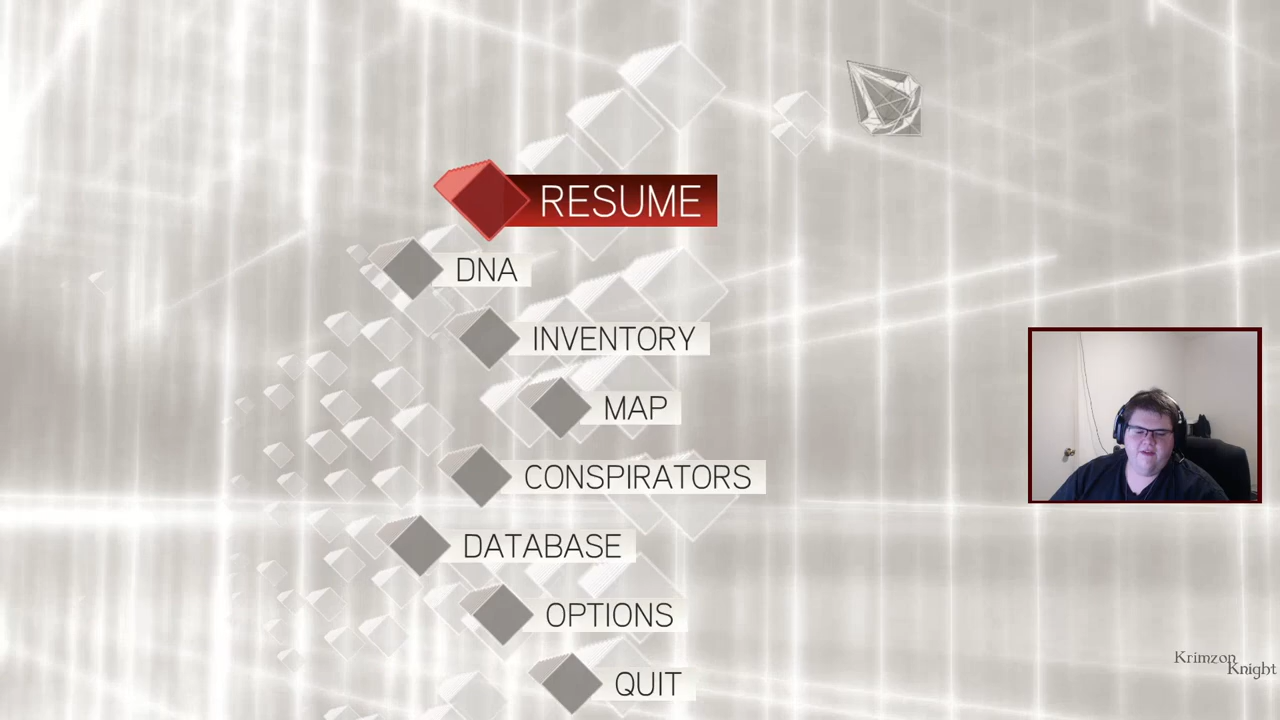 RESUME
DNA
INVENTORY
MAP
CONSPIRATORS
DATABASE
OPTIONS
QUIT
Krimzon
Knight